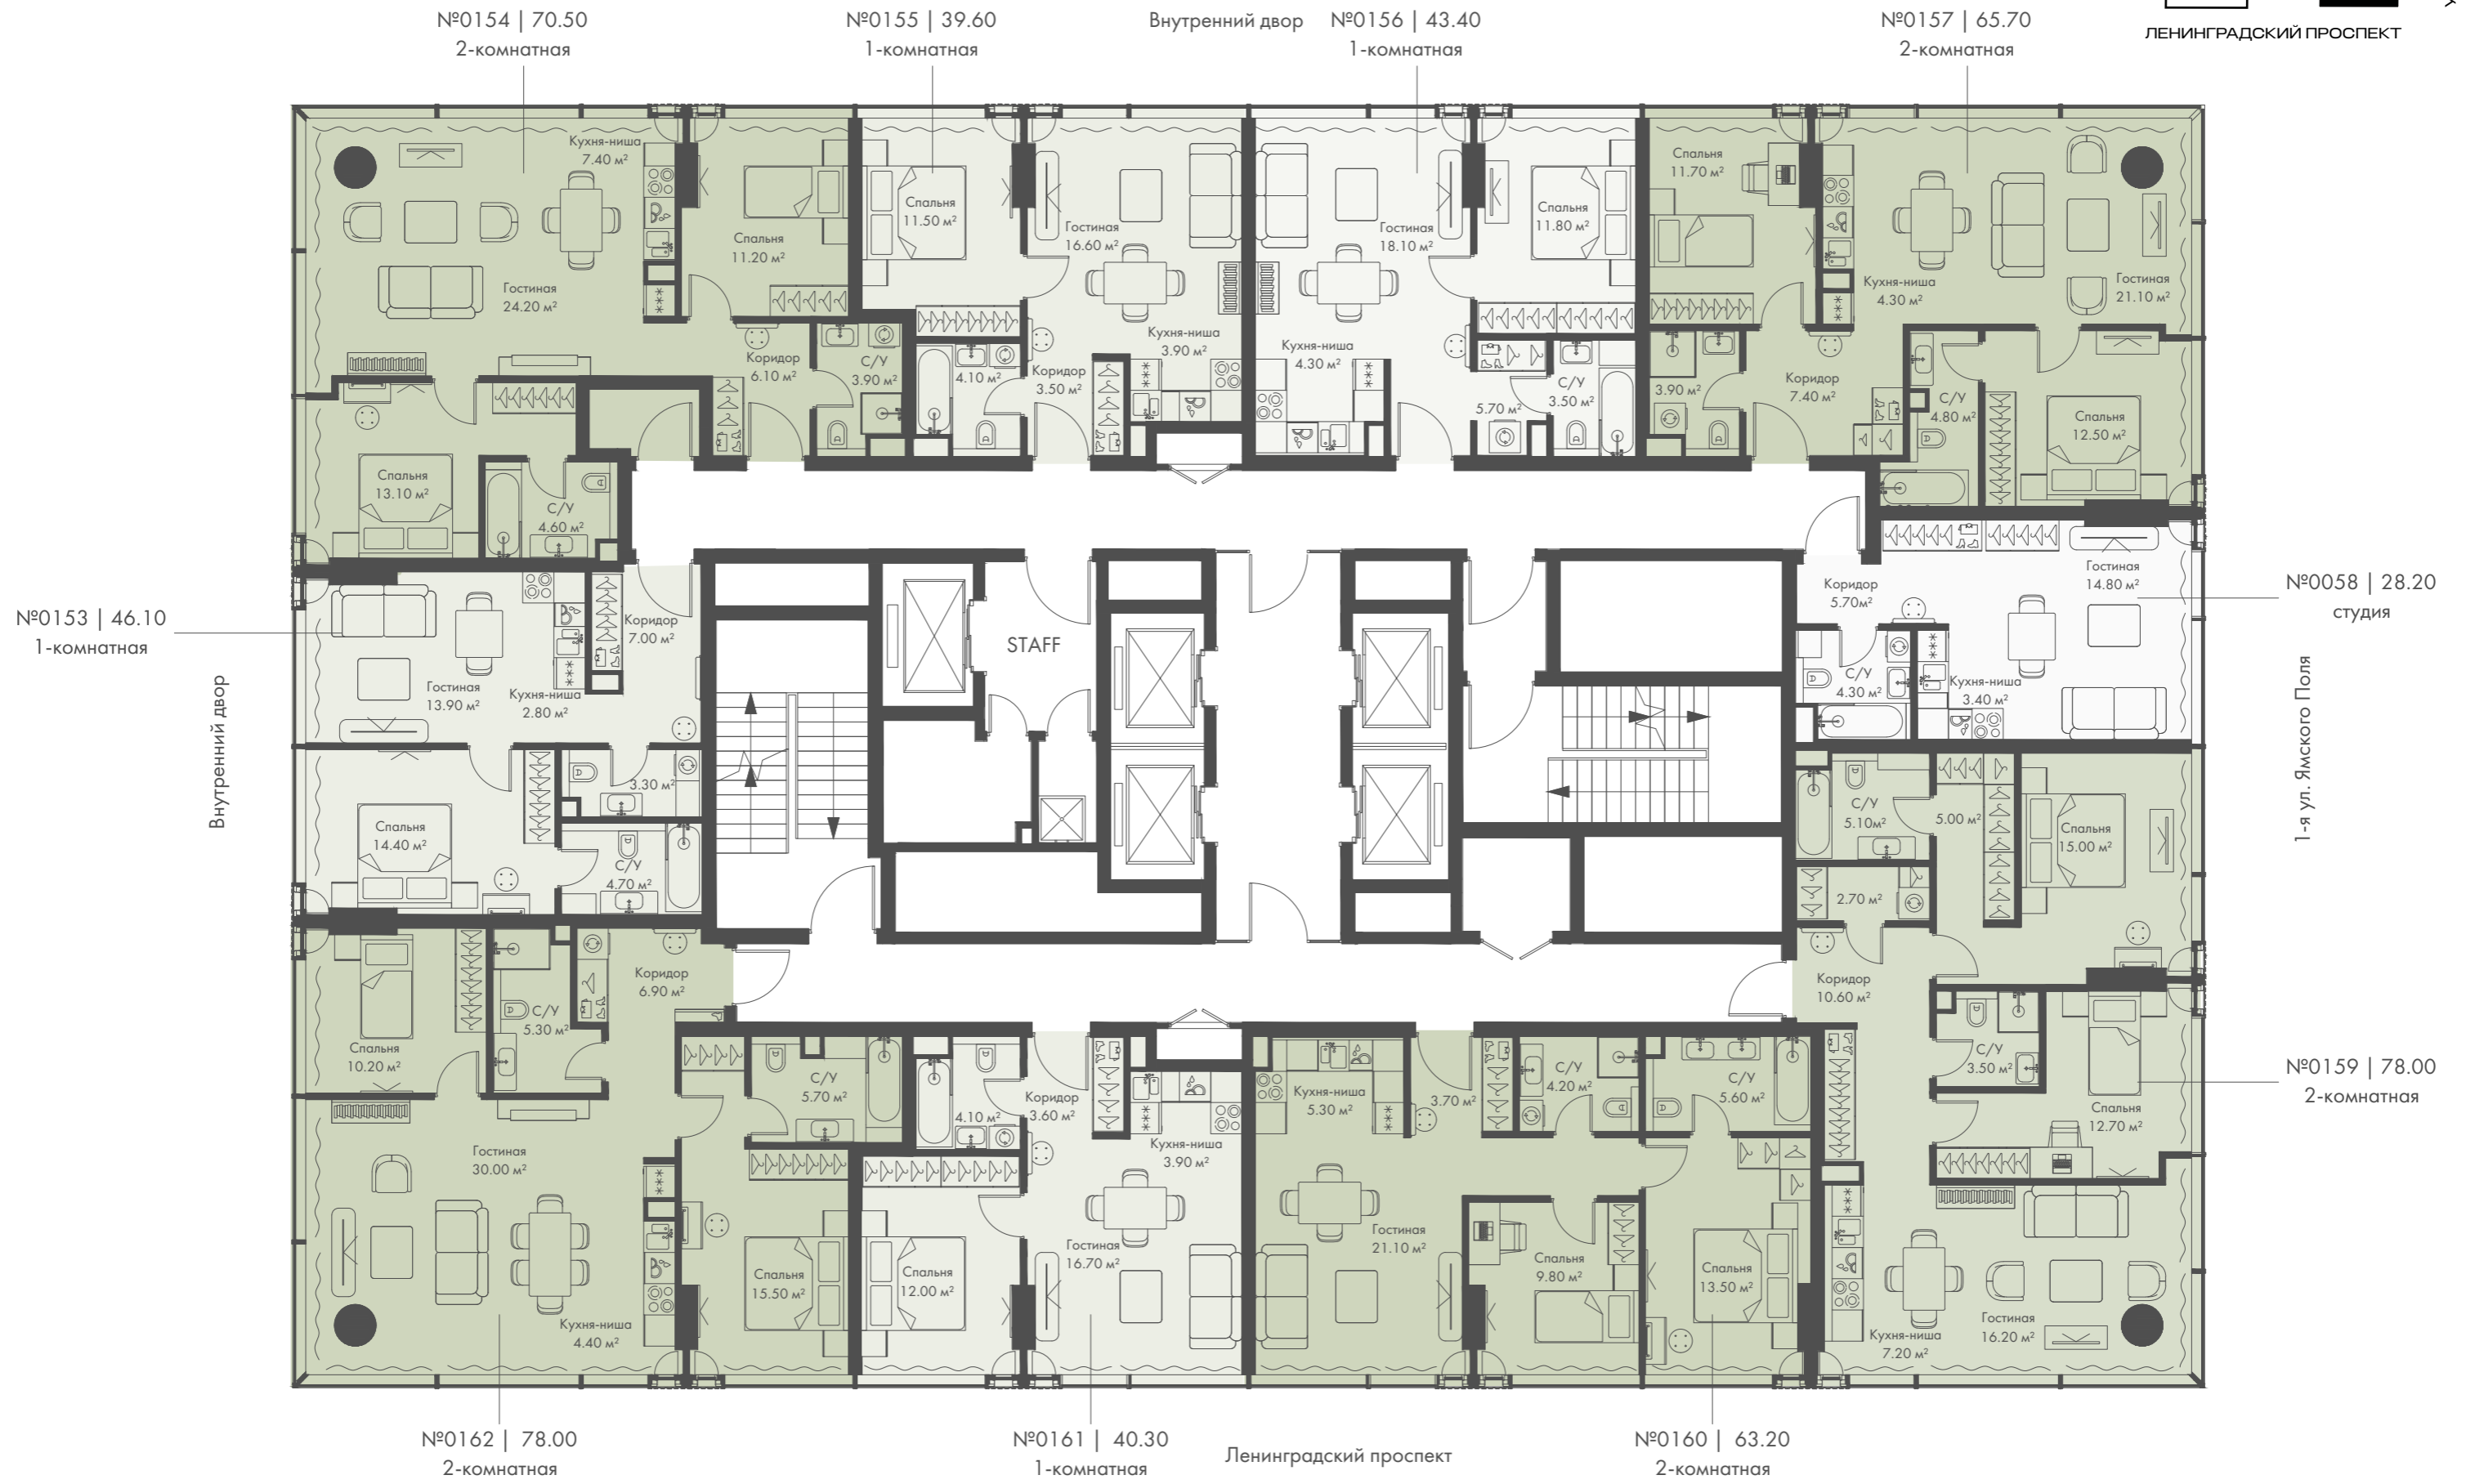 №0154 | 70.50
2-комнатная
№0155 | 39.60
1-комнатная
Внутренний двор
№0156 | 43.40
1-комнатная
№0157 | 65.70
2-комнатная
ЛЕНИНГРАДСКИЙ ПРОСПЕКТ
Кухня-ниша
7.40 м²
Гостиная
24.20 м²
Спальня
11.20 м²
Коридор
6.10 м²
С/У
3.90 м²
Спальня
13.10 м²
С/У
4.60 м²
Спальня
11.50 м²
Гостиная
16.60 м²
Кухня-ниша
3.90 м²
4.10 м²
Коридор
3.50 м²
Гостиная
18.10 м²
Спальня
11.80 м²
Кухня-ниша
4.30 м²
5.70 м²
С/У
3.50 м²
Спальня
11.70 м²
Кухня-ниша
4.30 м²
Гостиная
21.10 м²
3.90 м²
Коридор
7.40 м²
С/У
4.80 м²
Спальня
12.50 м²
№0153 | 46.10
1-комнатная
Внутренний двор
Коридор
7.00 м²
Гостиная
13.90 м²
Кухня-ниша
2.80 м²
3.30 м²
Спальня
14.40 м²
С/У
4.70 м²
STAFF
Коридор
5.70м²
Гостиная
14.80 м²
С/У
4.30 м²
Кухня-ниша
3.40 м²
№0058 | 28.20
студия
1-я ул. Ямского Поля
С/У
5.10м²
5.00 м²
Спальня
15.00 м²
2.70 м²
Коридор
10.60 м²
С/У
3.50 м²
Спальня
12.70 м²
Кухня-ниша
7.20 м²
Гостиная
16.20 м²
№0159 | 78.00
2-комнатная
Коридор
6.90 м²
С/У
5.30 м²
Спальня
10.20 м²
Гостиная
30.00 м²
Кухня-ниша
4.40 м²
С/У
5.70 м²
Спальня
15.50 м²
4.10 м²
Коридор
3.60 м²
Кухня-ниша
3.90 м²
Гостиная
16.70 м²
Спальня
12.00 м²
Кухня-ниша
5.30 м²
3.70 м²
С/У
4.20 м²
С/У
5.60 м²
Гостиная
21.10 м²
Спальня
9.80 м²
Спальня
13.50 м²
№0162 | 78.00
2-комнатная
№0161 | 40.30
1-комнатная
Ленинградский проспект
№0160 | 63.20
2-комнатная